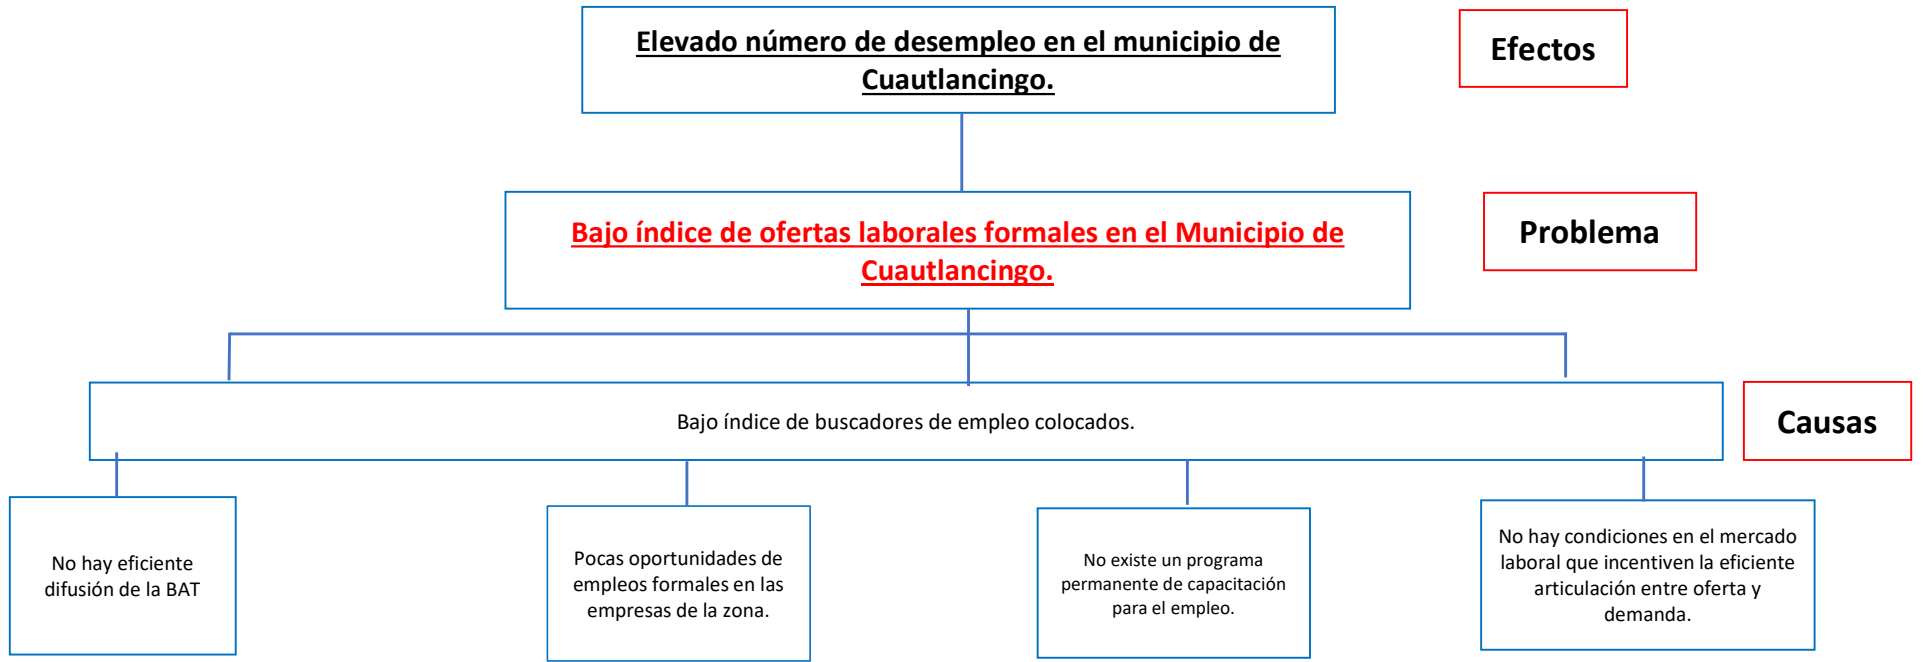 Elevado número de desempleo en el municipio de
Cuautlancingo.
Efectos
Bajo índice de ofertas laborales formales en el Municipio de
Cuautlancingo.
Problema
Bajo índice de buscadores de empleo colocados.
Causas
No hay eficiente
difusión de la BAT
Pocas oportunidades de
empleos formales en las
empresas de la zona.
No existe un programa
permanente de capacitación
para el empleo.
No hay condiciones en el mercado
laboral que incentiven la eficiente
articulación entre oferta y
demanda.